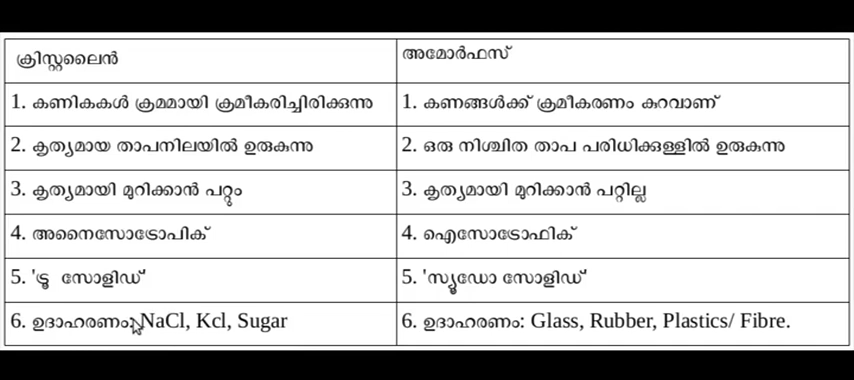 ക്രിസ്റ്റലൈൻ
അമോർഫസ്
1. കണികകൾ ക്രമമായി ക്രമീകരിച്ചിരിക്കുന്നു
1. കണങ്ങൾക്ക് ക്രമീകരണം കുറവാണ്
2. കൃത്യമായ താപനിലയിൽ ഉരുകുന്നു
2. ഒരു നിശ്ചിത താപ പരിധിക്കുള്ളിൽ ഉരുകുന്നു
3. കൃത്യമായി മുറിക്കാൻ പറ്റും
3. കൃത്യമായി മുറിക്കാൻ പറ്റില്ല
4. അനൈസോട്രോപിക്
4. ഐസോട്രോഫിക്
5. 'ട്രൂ സോളിഡ്'
5. 'സ്യൂഡോ സോളിഡ്'
6. ഉദാഹരണം: NaCl, Kcl, Sugar
6. ഉദാഹരണം: Glass, Rubber, Plastics/ Fibre.